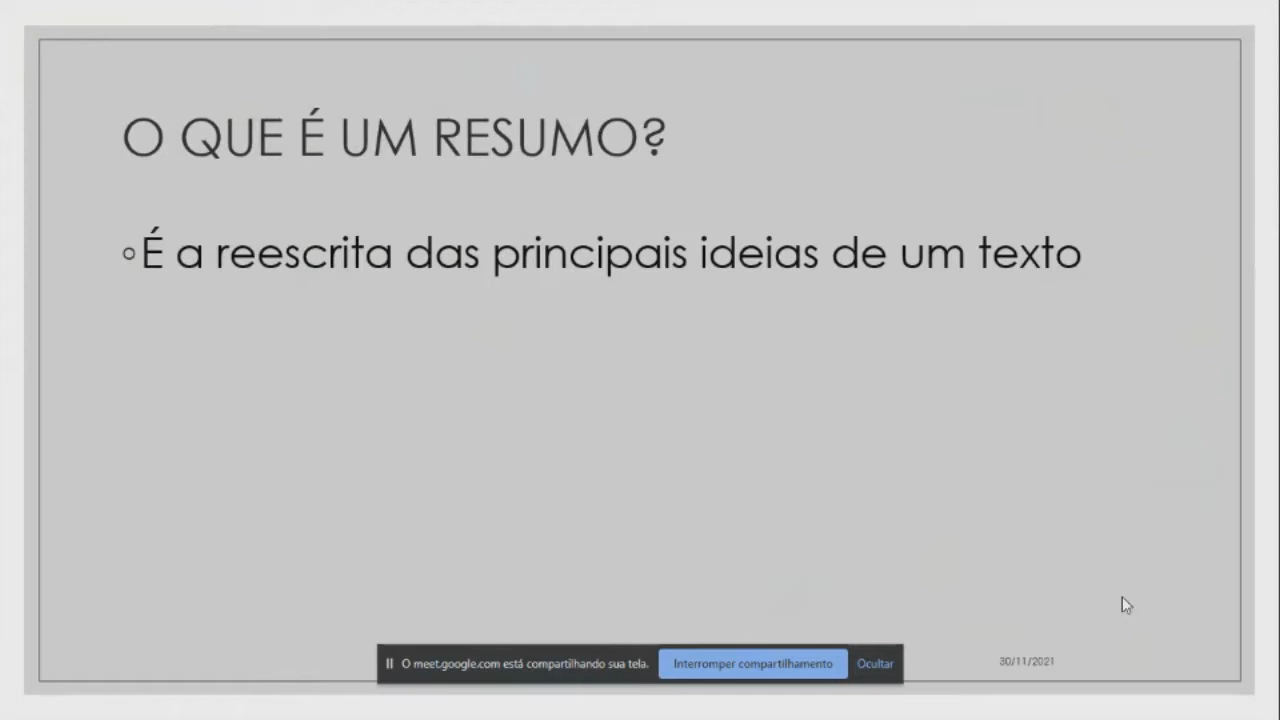 O QUE É UM RESUMO?
◦É a reescrita das principais ideias de um texto
O meet.google.com está compartilhando sua tela. Interromper compartilhamento Ocultar
30/11/2021